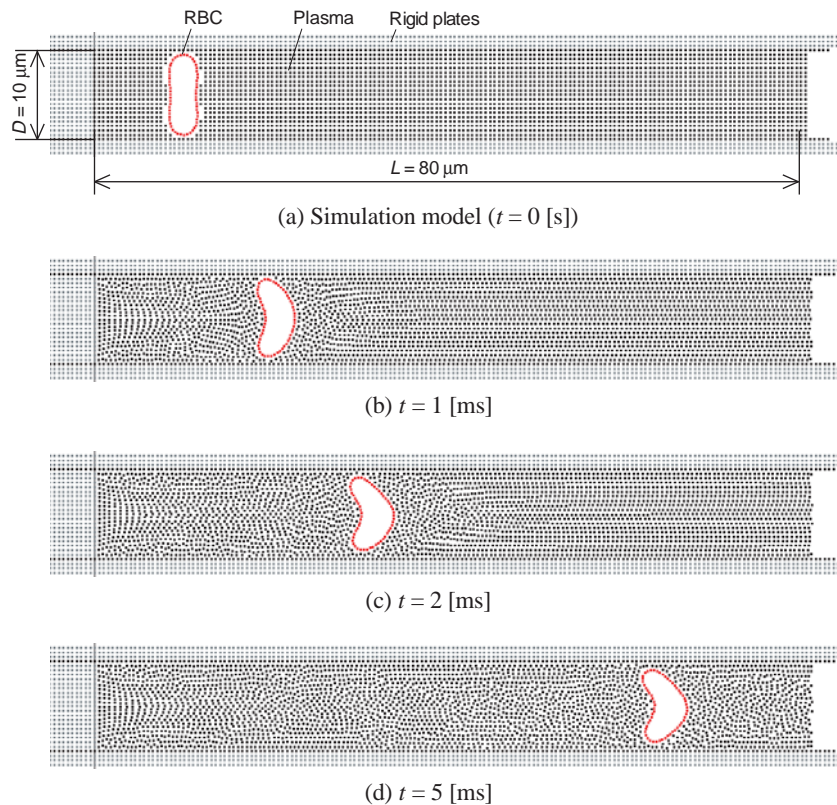 RBC Plasma Rigid plates
D = 10 μm
L = 80 μm
(a) Simulation model (t = 0 [s])
(b) t = 1 [ms]
(c) t = 2 [ms]
(d) t = 5 [ms]